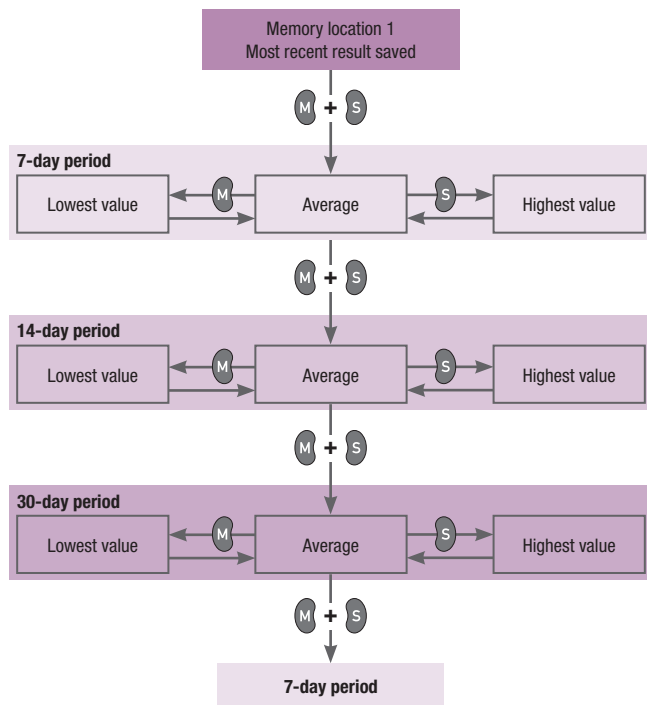 Memory location 1
Most recent result saved
M + S
7-day period
Lowest value
M
Average
S
Highest value
M + S
14-day period
Lowest value
M
Average
S
Highest value
M + S
30-day period
Lowest value
M
Average
S
Highest value
M + S
7-day period